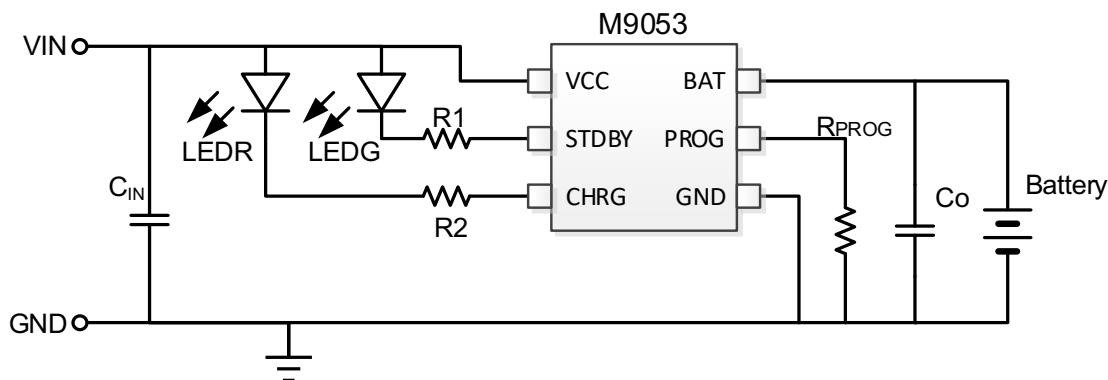 M9053
VIN
VCC
BAT
R1
RPROG
STDBY
PROG
LEDR
LEDG
CIN
CHRG
GND
Co
Battery
R2
GND